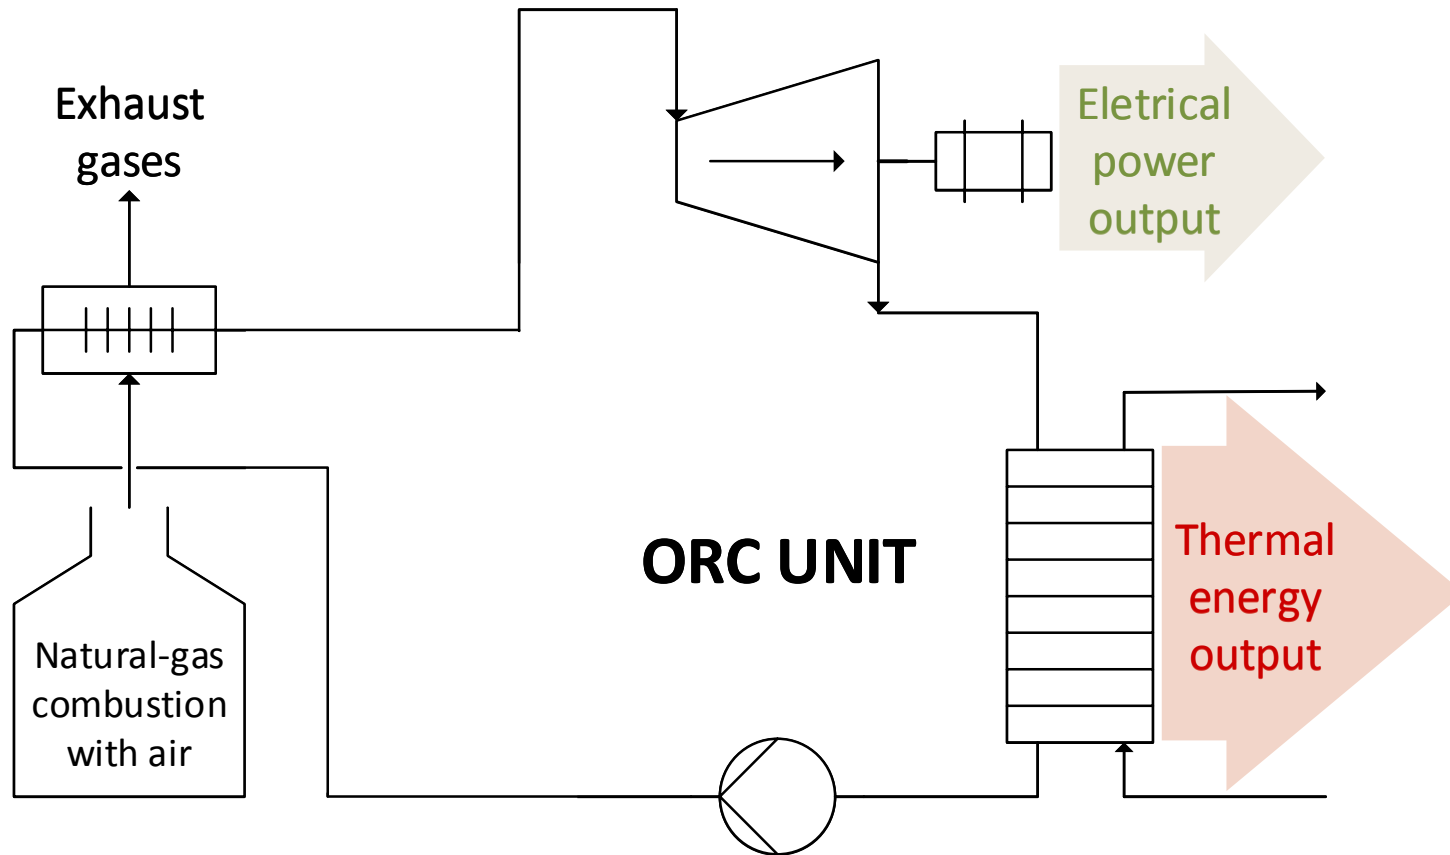 Exhaust
gases
Eletrical
power
output
ORC UNIT
Thermal
energy
output
Natural-gas
combustion
with air